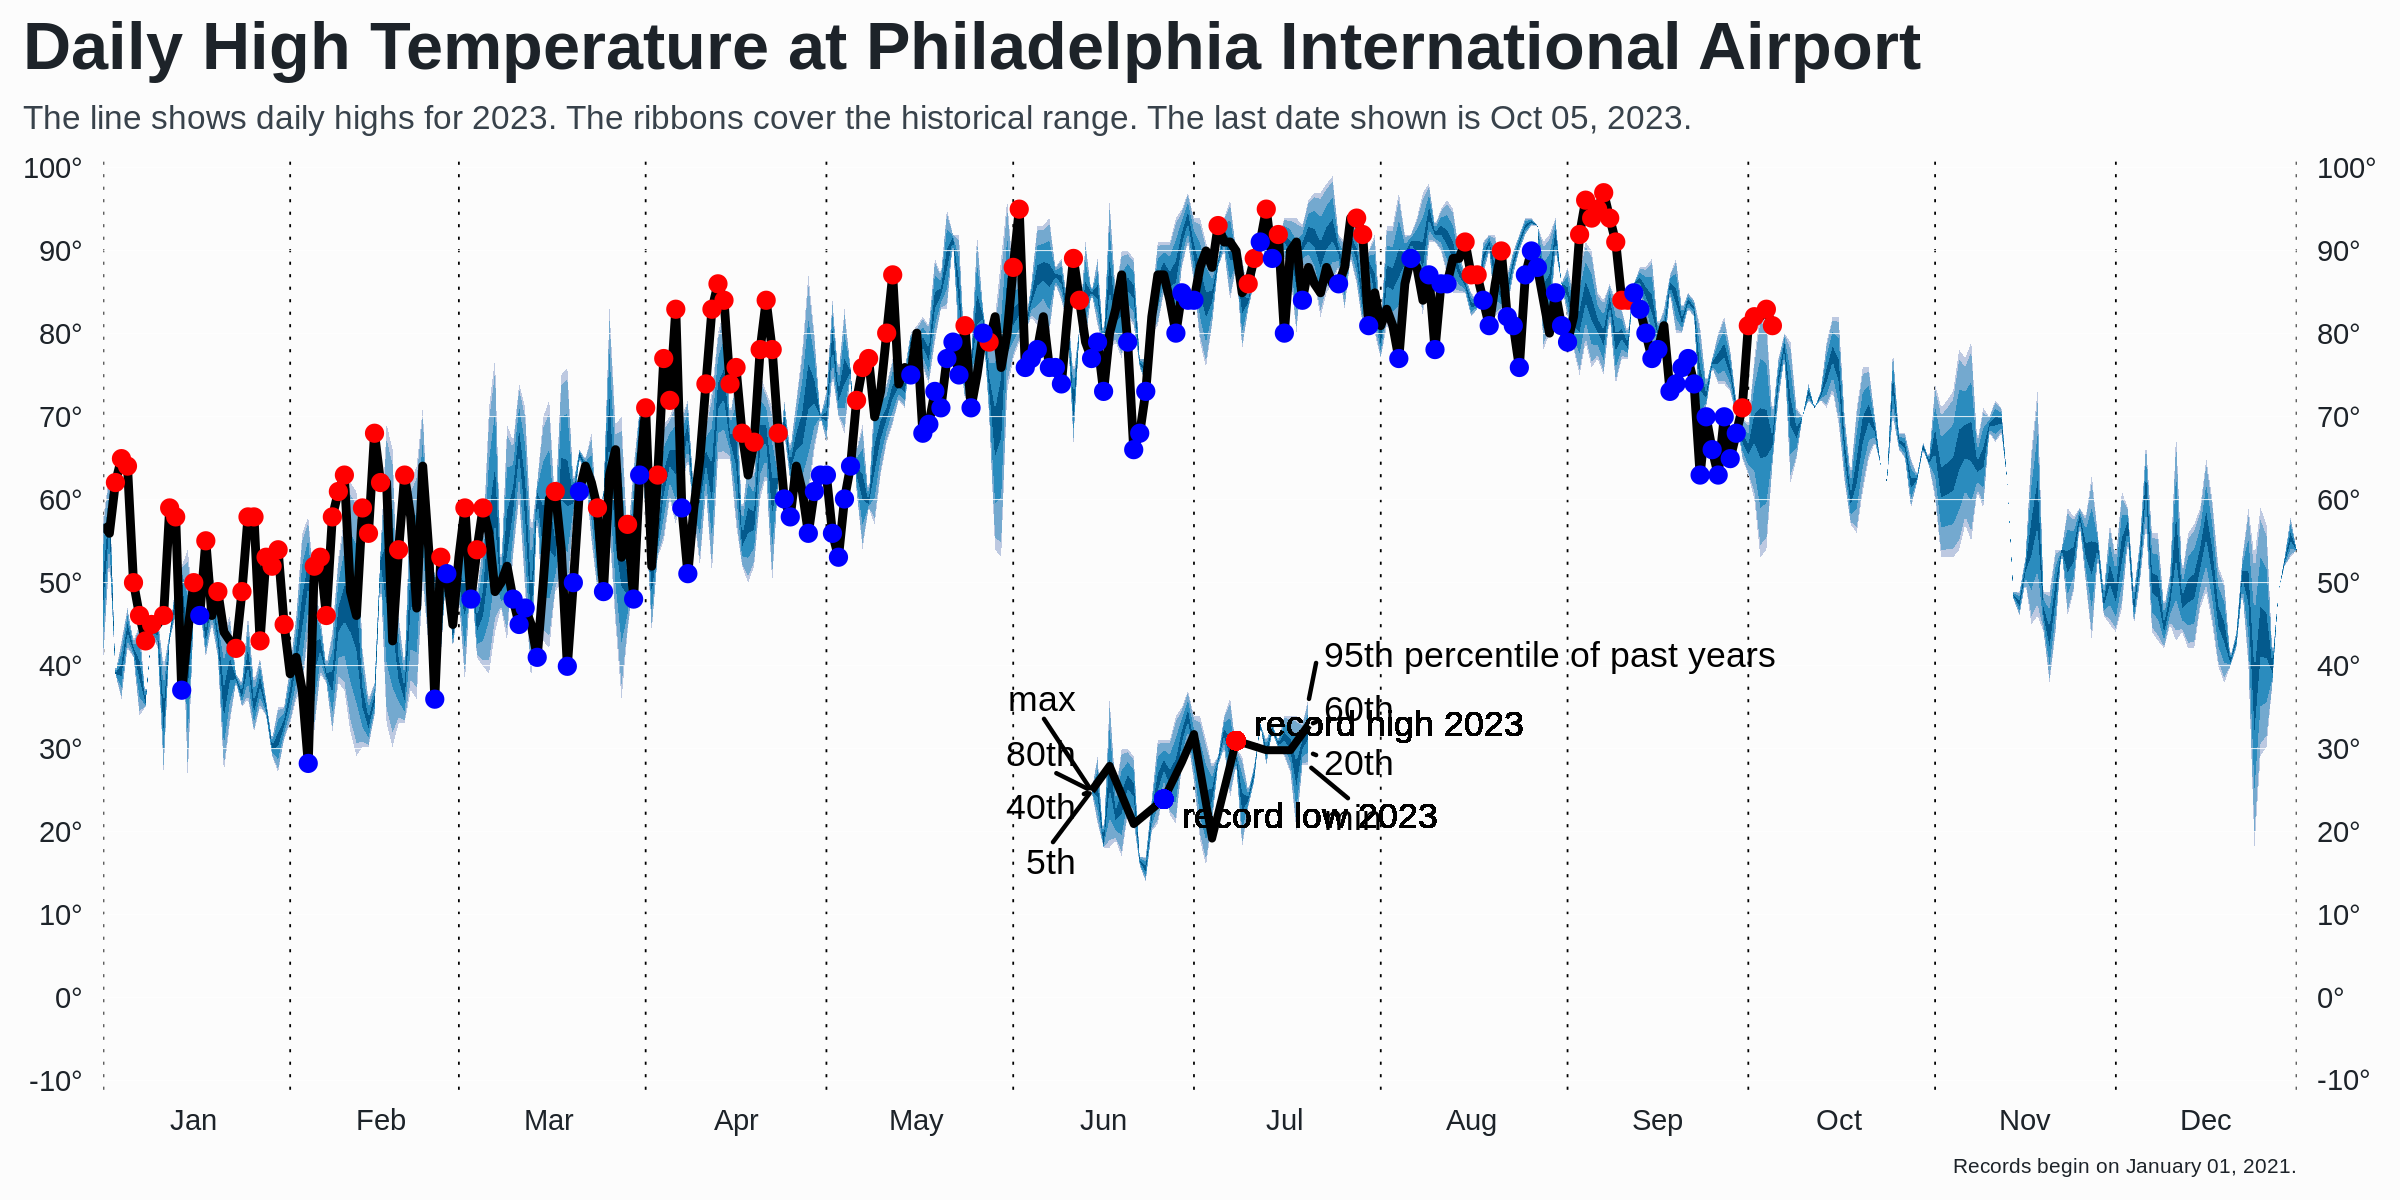 Daily High Temperature at Philadelphia International Airport
The line shows daily highs for 2023. The ribbons cover the historical range. The last date shown is Oct 05, 2023.
100° 100°
90° 90°
80° 80°
70° 70°
60° 60°
50° 50°
40° 40°
95th percentile of past years
max
60th
record high 2023
30° 30°
80th
20th
40th
record low 2023
min
20° 20°
5th
10° 10°
0° 0°
-10° -10°
Jan Feb Mar Apr May Jun Jul Aug Sep Oct Nov Dec
Records begin on January 01, 2021.